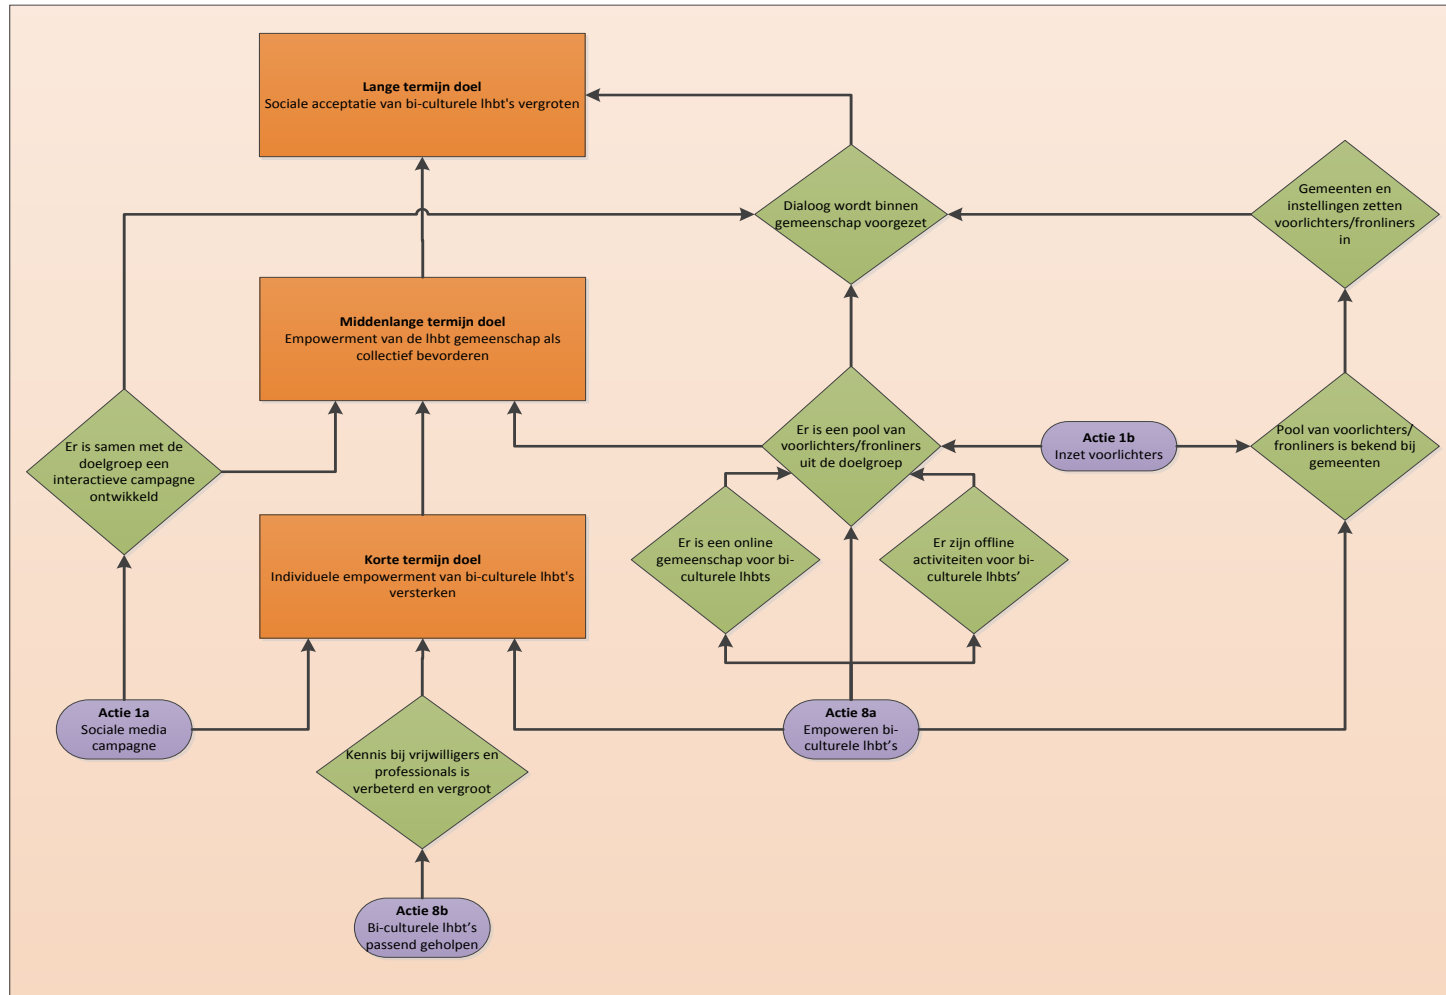 Lange termijn doel
Sociale acceptatie van bi-culturele lhbt's vergroten
Dialoog wordt binnen
gemeenschap voorgezet
Gemeenten en
instellingen zetten
voorlichters/fronliners
in
Middenlange termijn doel
Empowerment van de lhbt gemeenschap als
collectief bevorderen
Er is samen met de
doelgroep een
interactieve campagne
ontwikkeld
Er is een pool van
voorlichters/fronliners
uit de doelgroep
Actie 1b
Inzet voorlichters
Pool van voorlichters/
fronliners is bekend bij
gemeenten
Korte termijn doel
Individuele empowerment van bi-culturele lhbt's
versterken
Er is een online
gemeenschap voor bi-
culturele lhbts
Er zijn offline
activiteiten voor bi-
culturele lhbts’
Actie 1a
Sociale media
campagne
Kennis bij vrijwilligers en
professionals is
verbeterd en vergroot
Actie 8a
Empoweren bi-
culturele lhbt’s
Actie 8b
Bi-culturele lhbt’s
passend geholpen